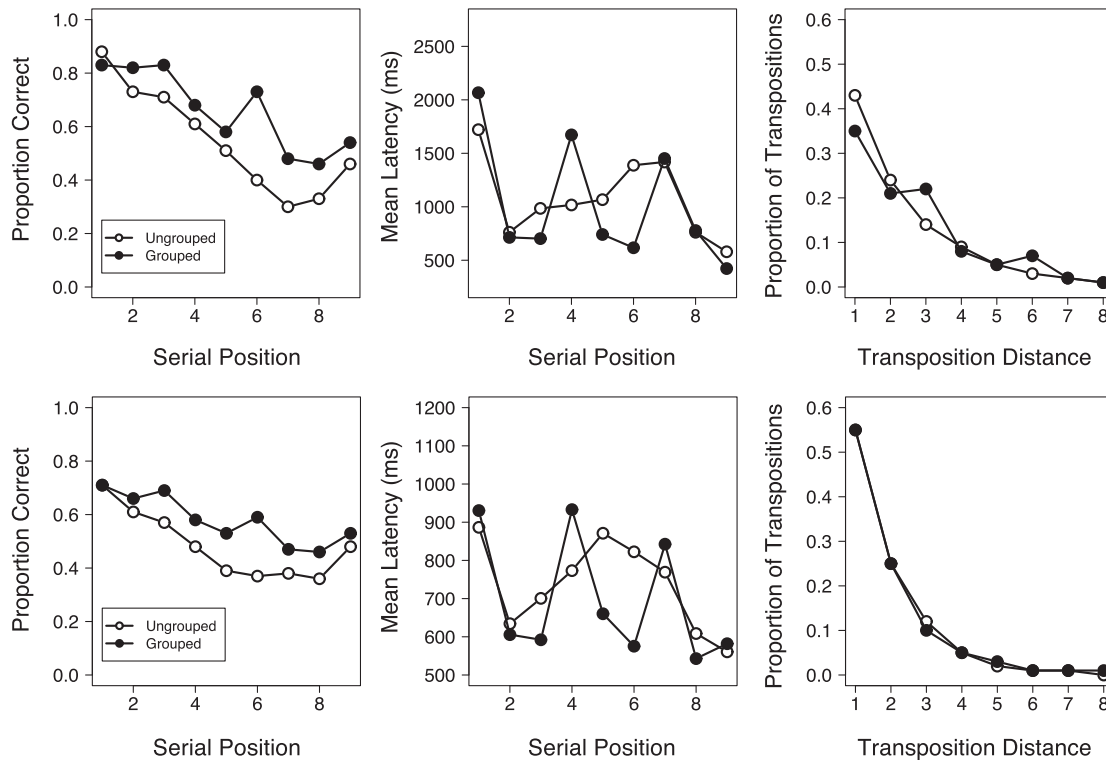 Proportion Correct
1.0
0.8
0.6
0.4
0.2
0.0
Ungrouped
Grouped
2 4 6 8
Serial Position
Mean Latency (ms)
2500
2000
1500
1000
500
2 4 6 8
Serial Position
Proportion of Transpositions
0.6
0.5
0.4
0.3
0.2
0.1
0.0
1 2 3 4 5 6 7 8
Transposition Distance
Proportion Correct
1.0
0.8
0.6
0.4
0.2
0.0
Ungrouped
Grouped
2 4 6 8
Serial Position
Mean Latency (ms)
1200
1100
1000
900
800
700
600
500
2 4 6 8
Serial Position
Proportion of Transpositions
0.6
0.5
0.4
0.3
0.2
0.1
0.0
1 2 3 4 5 6 7 8
Transposition Distance